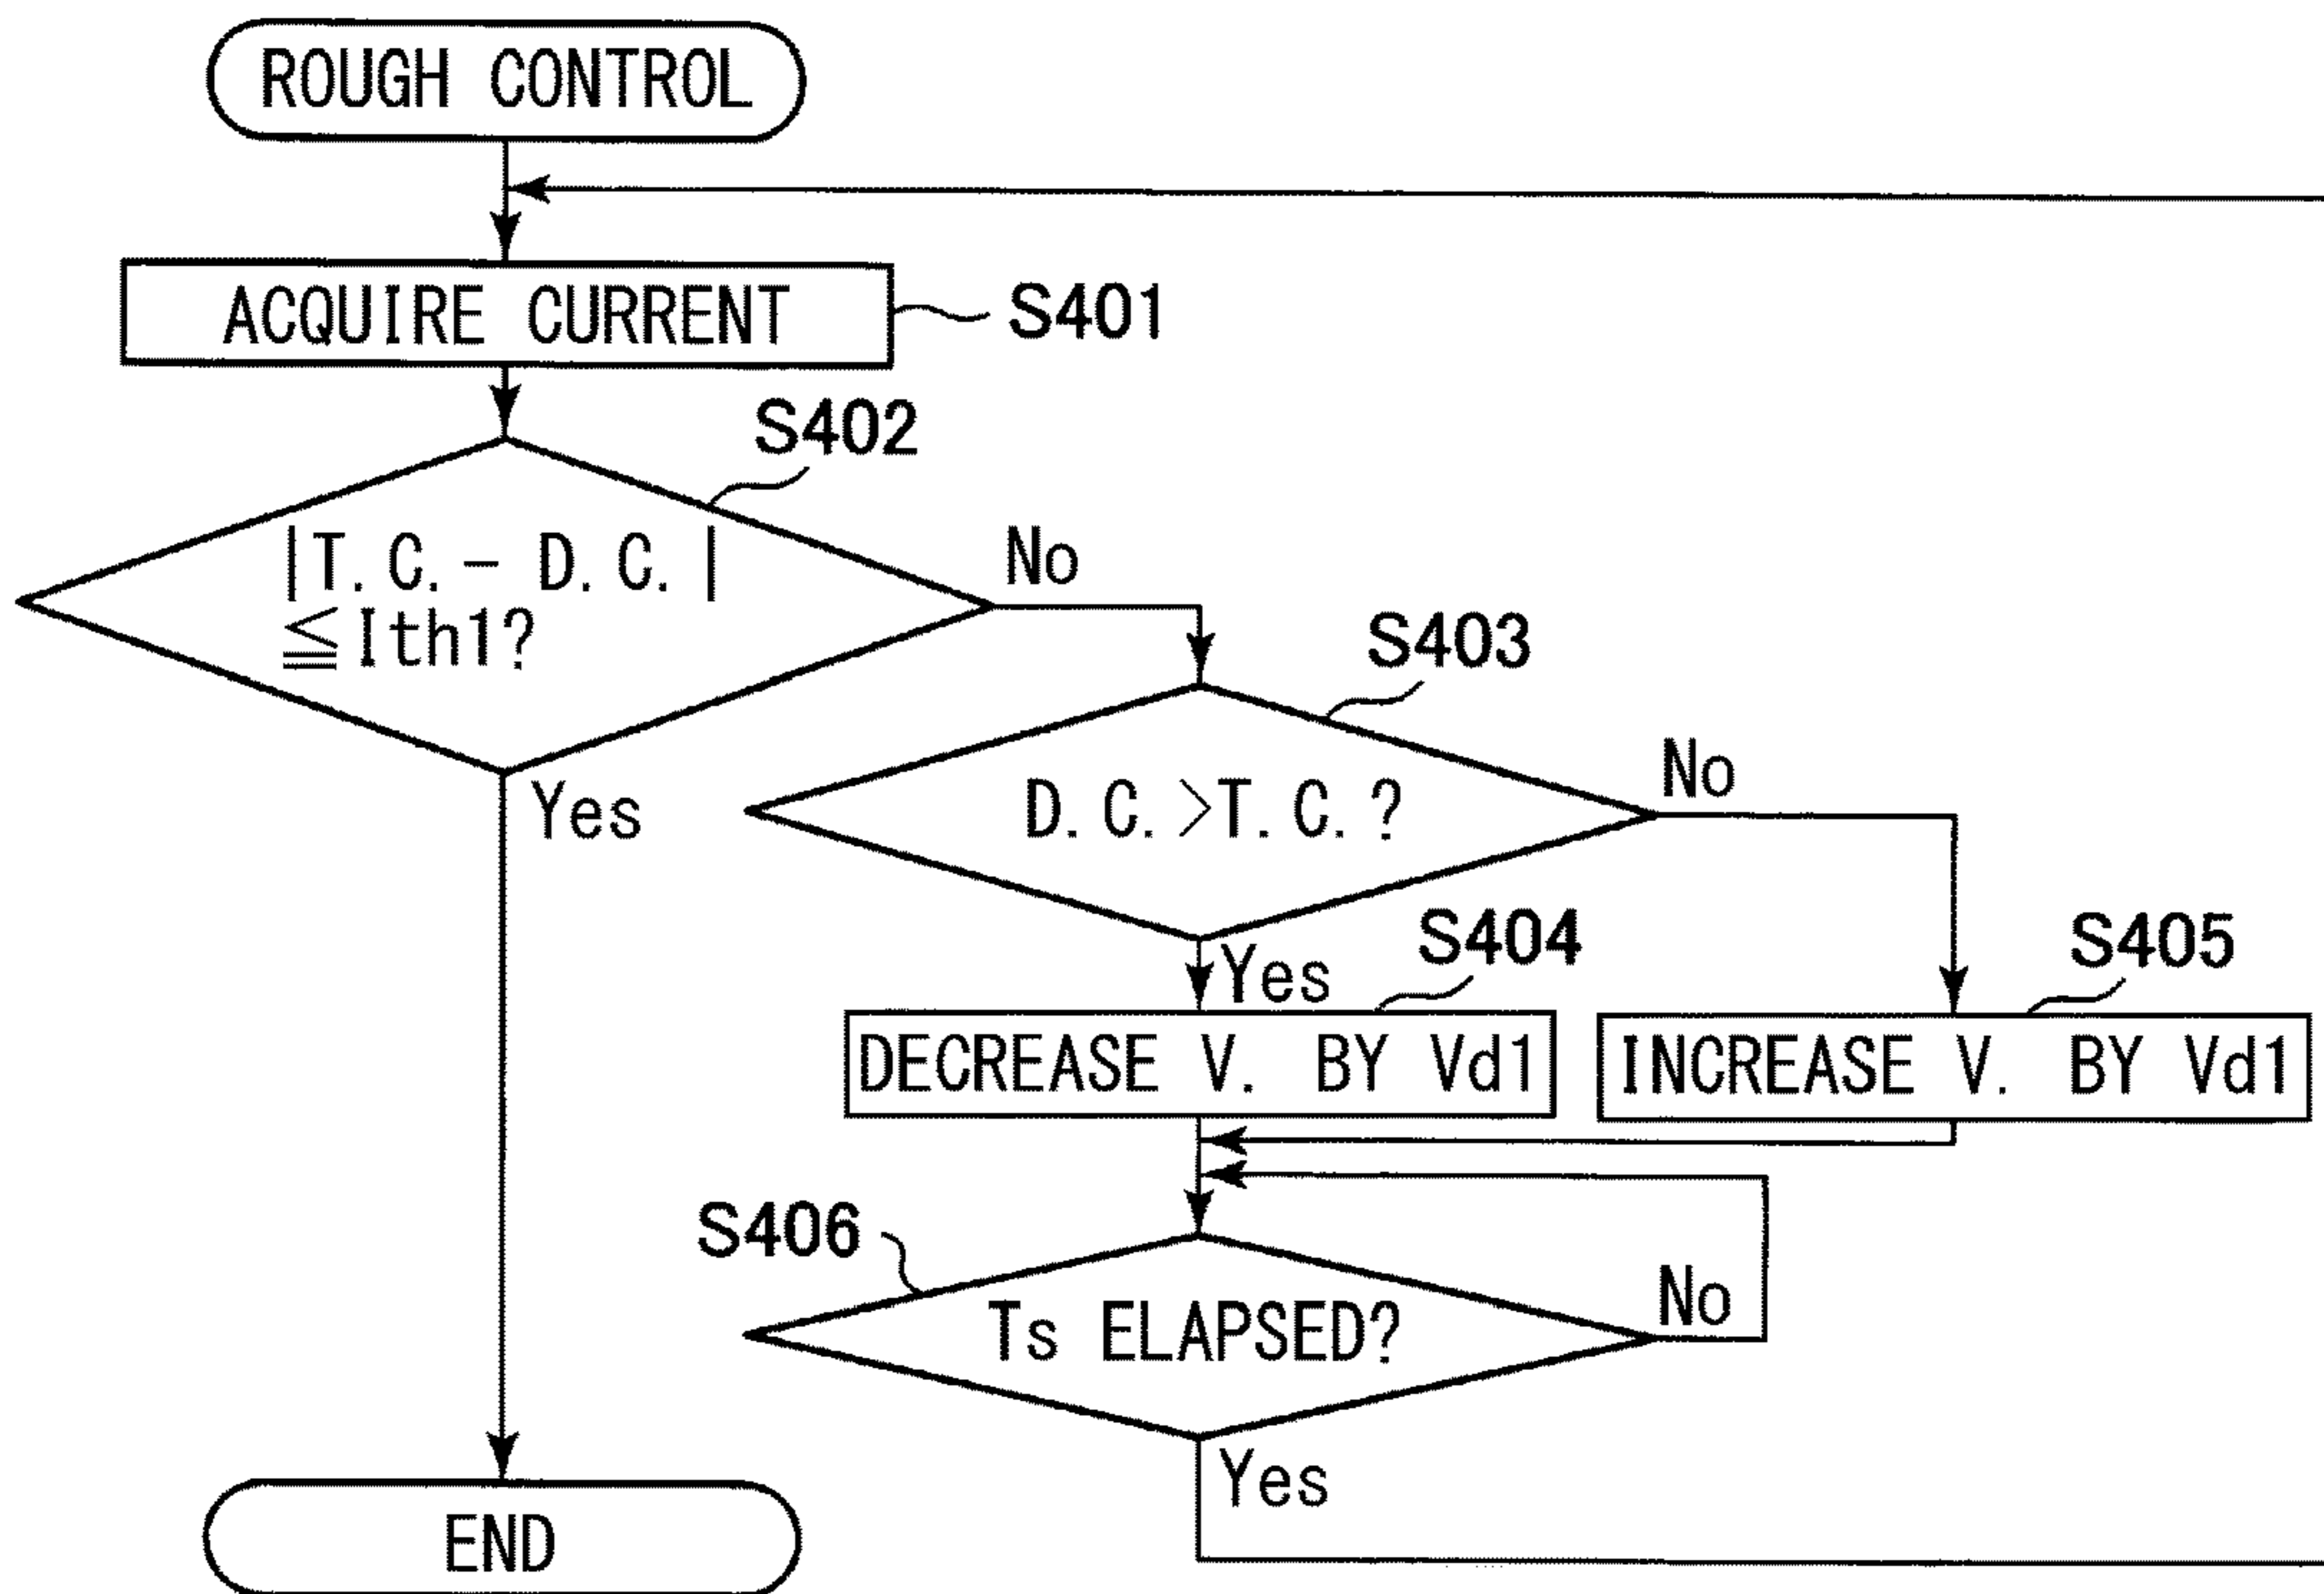 ROUGH CONTROL
ACQUIRE CURRENT
S401
S402
|T.C.- D.C.|
≦Ith1?
No
Yes
S403
D.C.>T.C.?
No
Yes
S404
DECREASE V. BY Vd1
S405
INCREASE V. BY Vd1
S406
Ts ELAPSED?
No
Yes
END